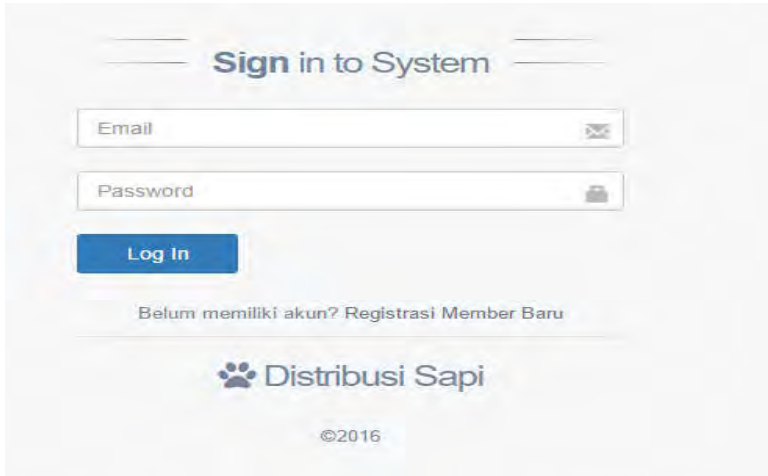 Sign in to System
Email
Password
Log In
Belum memiliki akun? Registrasi Member Baru
Distribusi Sapi
©2016